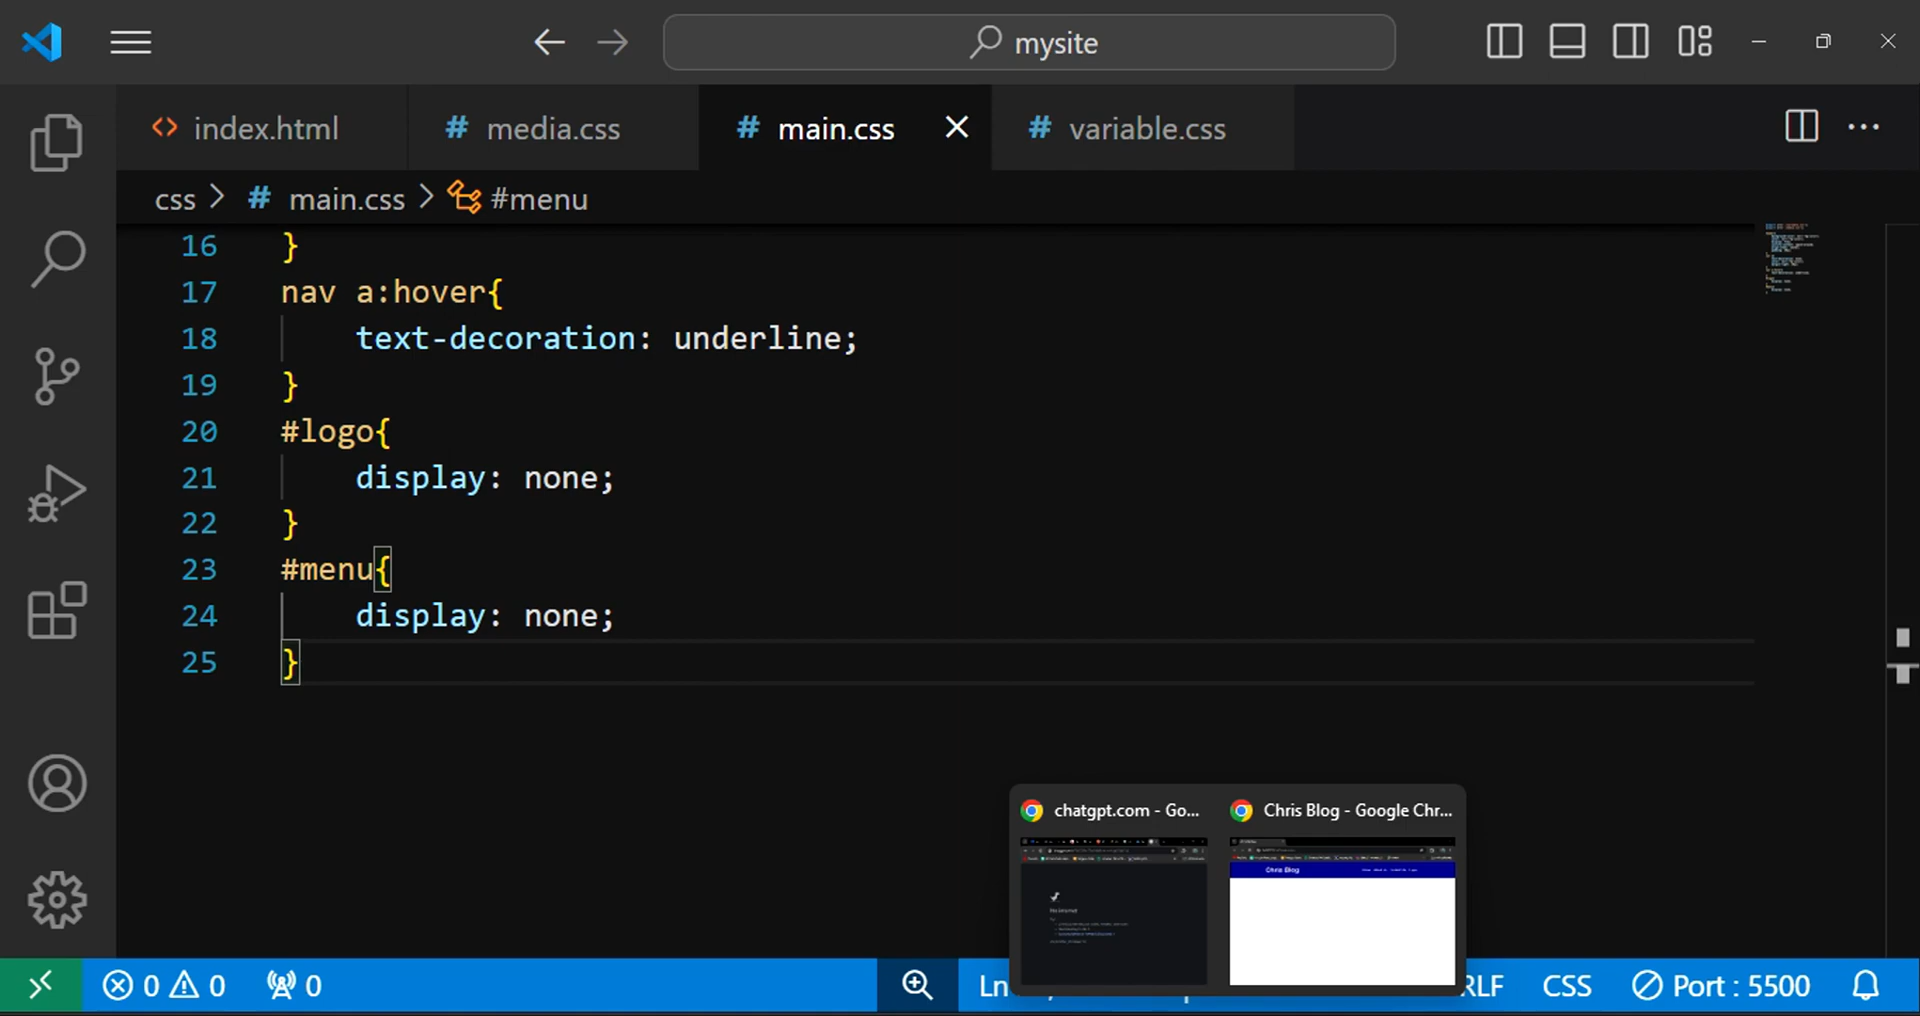 mysite
index.html
# media.css
# main.css
# variable.css
css > # main.css > #menu
16 }
17 nav a:hover{
18 text-decoration: underline;
19 }
20 #logo{
21 display: none;
22 }
23 #menu{
24 display: none;
25 }
chatgpt.com - Go...
Chris Blog - Google Chr...
Chris Blog
0 0 0 Ln RLF CSS Port : 5500